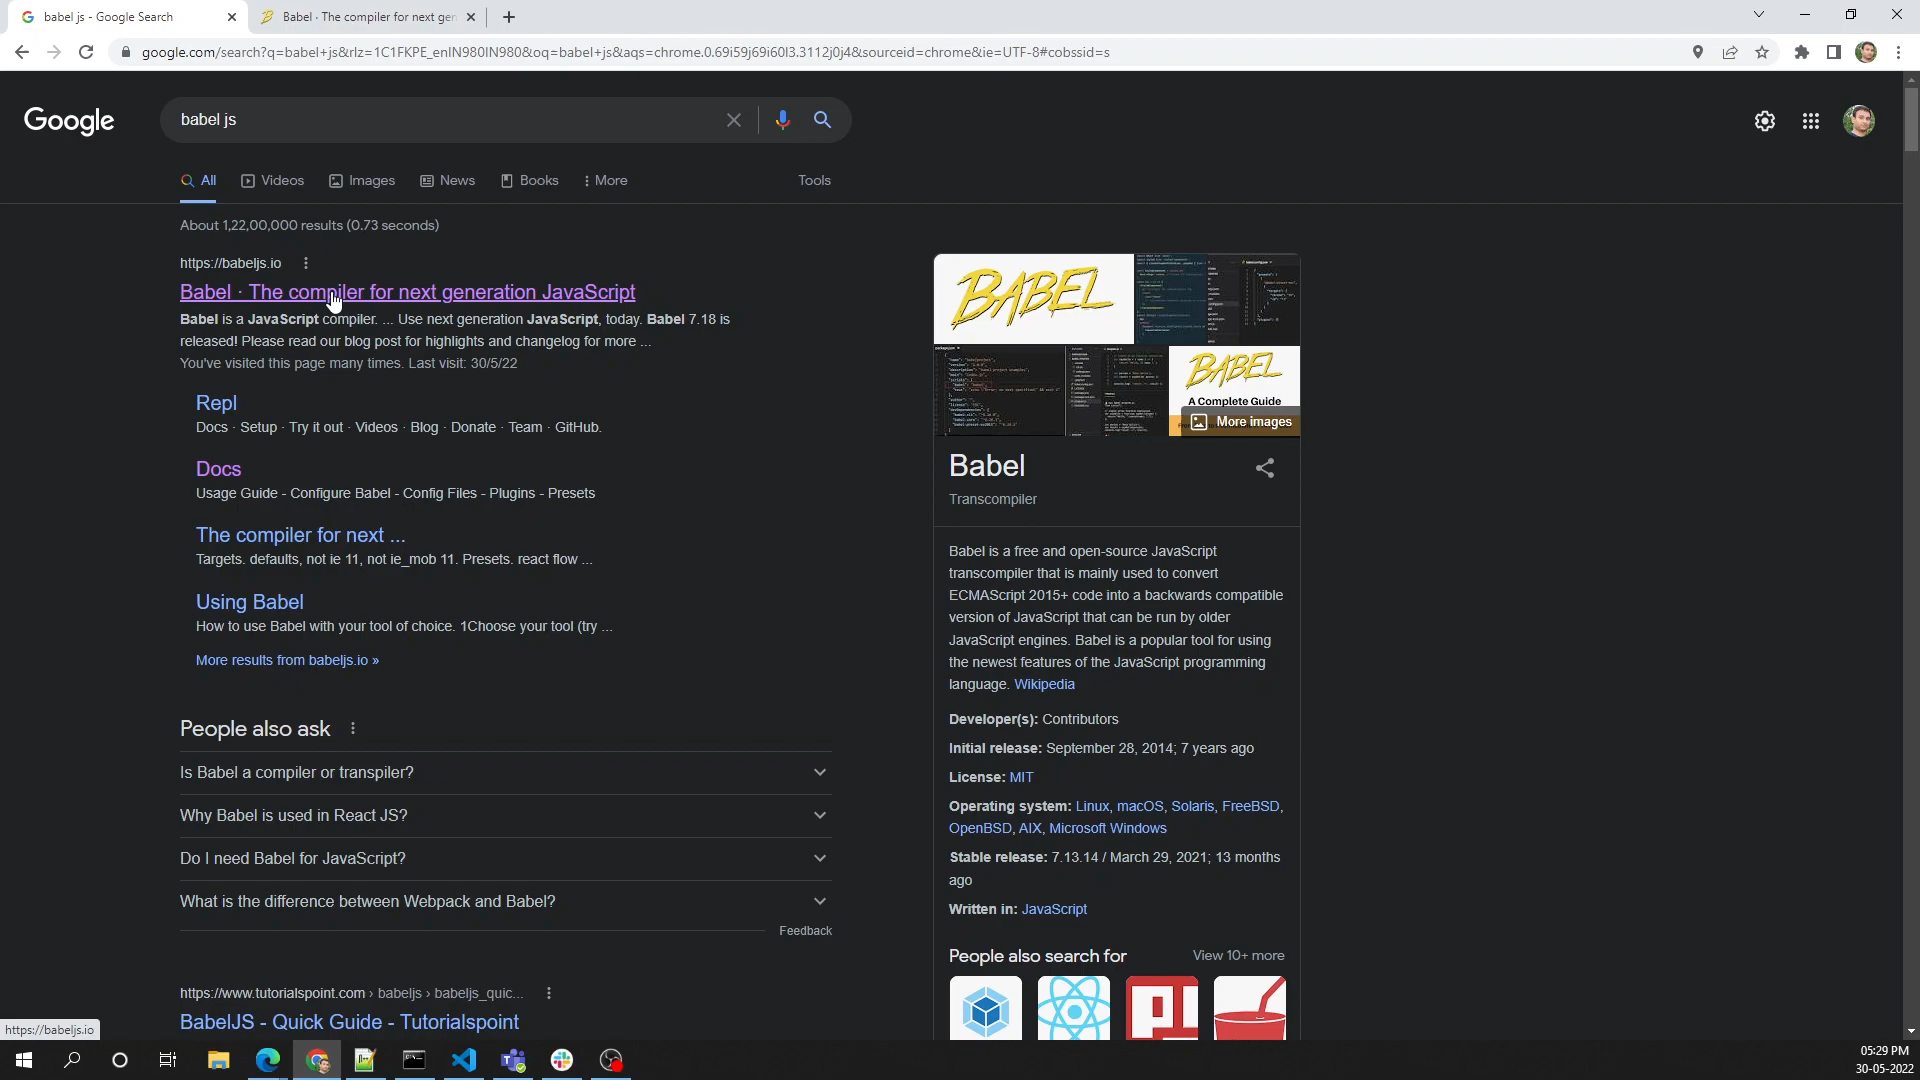 babel js - Google Search
Babel · The compiler for next gen
google.com/search?q=babel+js&rlz=1C1FKPE_enIN980IN980&oq=babel+js&aqs=chrome.0.69i59j69i60l3.3112j0j4&sourceid=chrome&ie=UTF-8#cobssid=s
Google
babel js
All
Videos
Images
News
Books
More
Tools
About 1,22,00,000 results (0.73 seconds)
https://babeljs.io
Babel · The compiler for next generation JavaScript
Babel is a JavaScript compiler. ... Use next generation JavaScript, today. Babel 7.18 is
released! Please read our blog post for highlights and changelog for more ...
You've visited this page many times. Last visit: 30/5/22
Repl
Docs · Setup · Try it out · Videos · Blog · Donate · Team · GitHub.
Docs
Usage Guide - Configure Babel - Config Files - Plugins - Presets
The compiler for next ...
Targets. defaults, not ie 11, not ie_mob 11. Presets. react flow ...
Using Babel
How to use Babel with your tool of choice. 1Choose your tool (try ...
More results from babeljs.io »
People also ask
Is Babel a compiler or transpiler?
Why Babel is used in React JS?
Do I need Babel for JavaScript?
What is the difference between Webpack and Babel?
Feedback
https://www.tutorialspoint.com › babeljs › babeljs_quic...
BabelJS - Quick Guide - Tutorialspoint
BABEL
BABEL
A Complete Guide
More images
Babel
Transcompiler
Babel is a free and open-source JavaScript
transcompiler that is mainly used to convert
ECMAScript 2015+ code into a backwards compatible
version of JavaScript that can be run by older
JavaScript engines. Babel is a popular tool for using
the newest features of the JavaScript programming
language. Wikipedia
Developer(s): Contributors
Initial release: September 28, 2014; 7 years ago
License: MIT
Operating system: Linux, macOS, Solaris, FreeBSD,
OpenBSD, AIX, Microsoft Windows
Stable release: 7.13.14 / March 29, 2021; 13 months
ago
Written in: JavaScript
People also search for
View 10+ more
https://babeljs.io
05:29 PM
30-05-2022